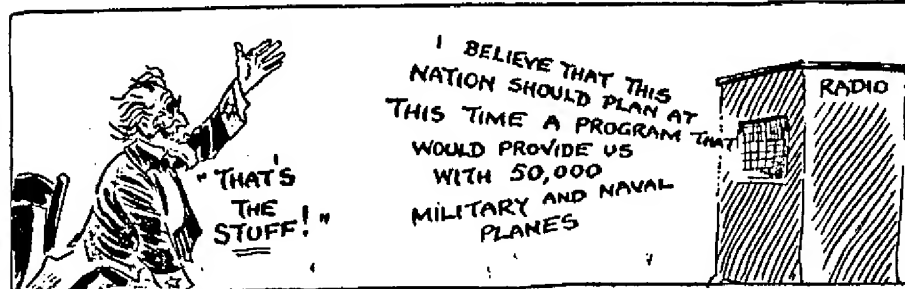 "THAT'S
THE
STUFF!"
I BELIEVE THAT THIS
NATION SHOULD PLAN AT
THIS TIME A PROGRAM THAT
WOULD PROVIDE US
WITH 50,000
MILITARY AND NAVAL
PLANES
RADIO